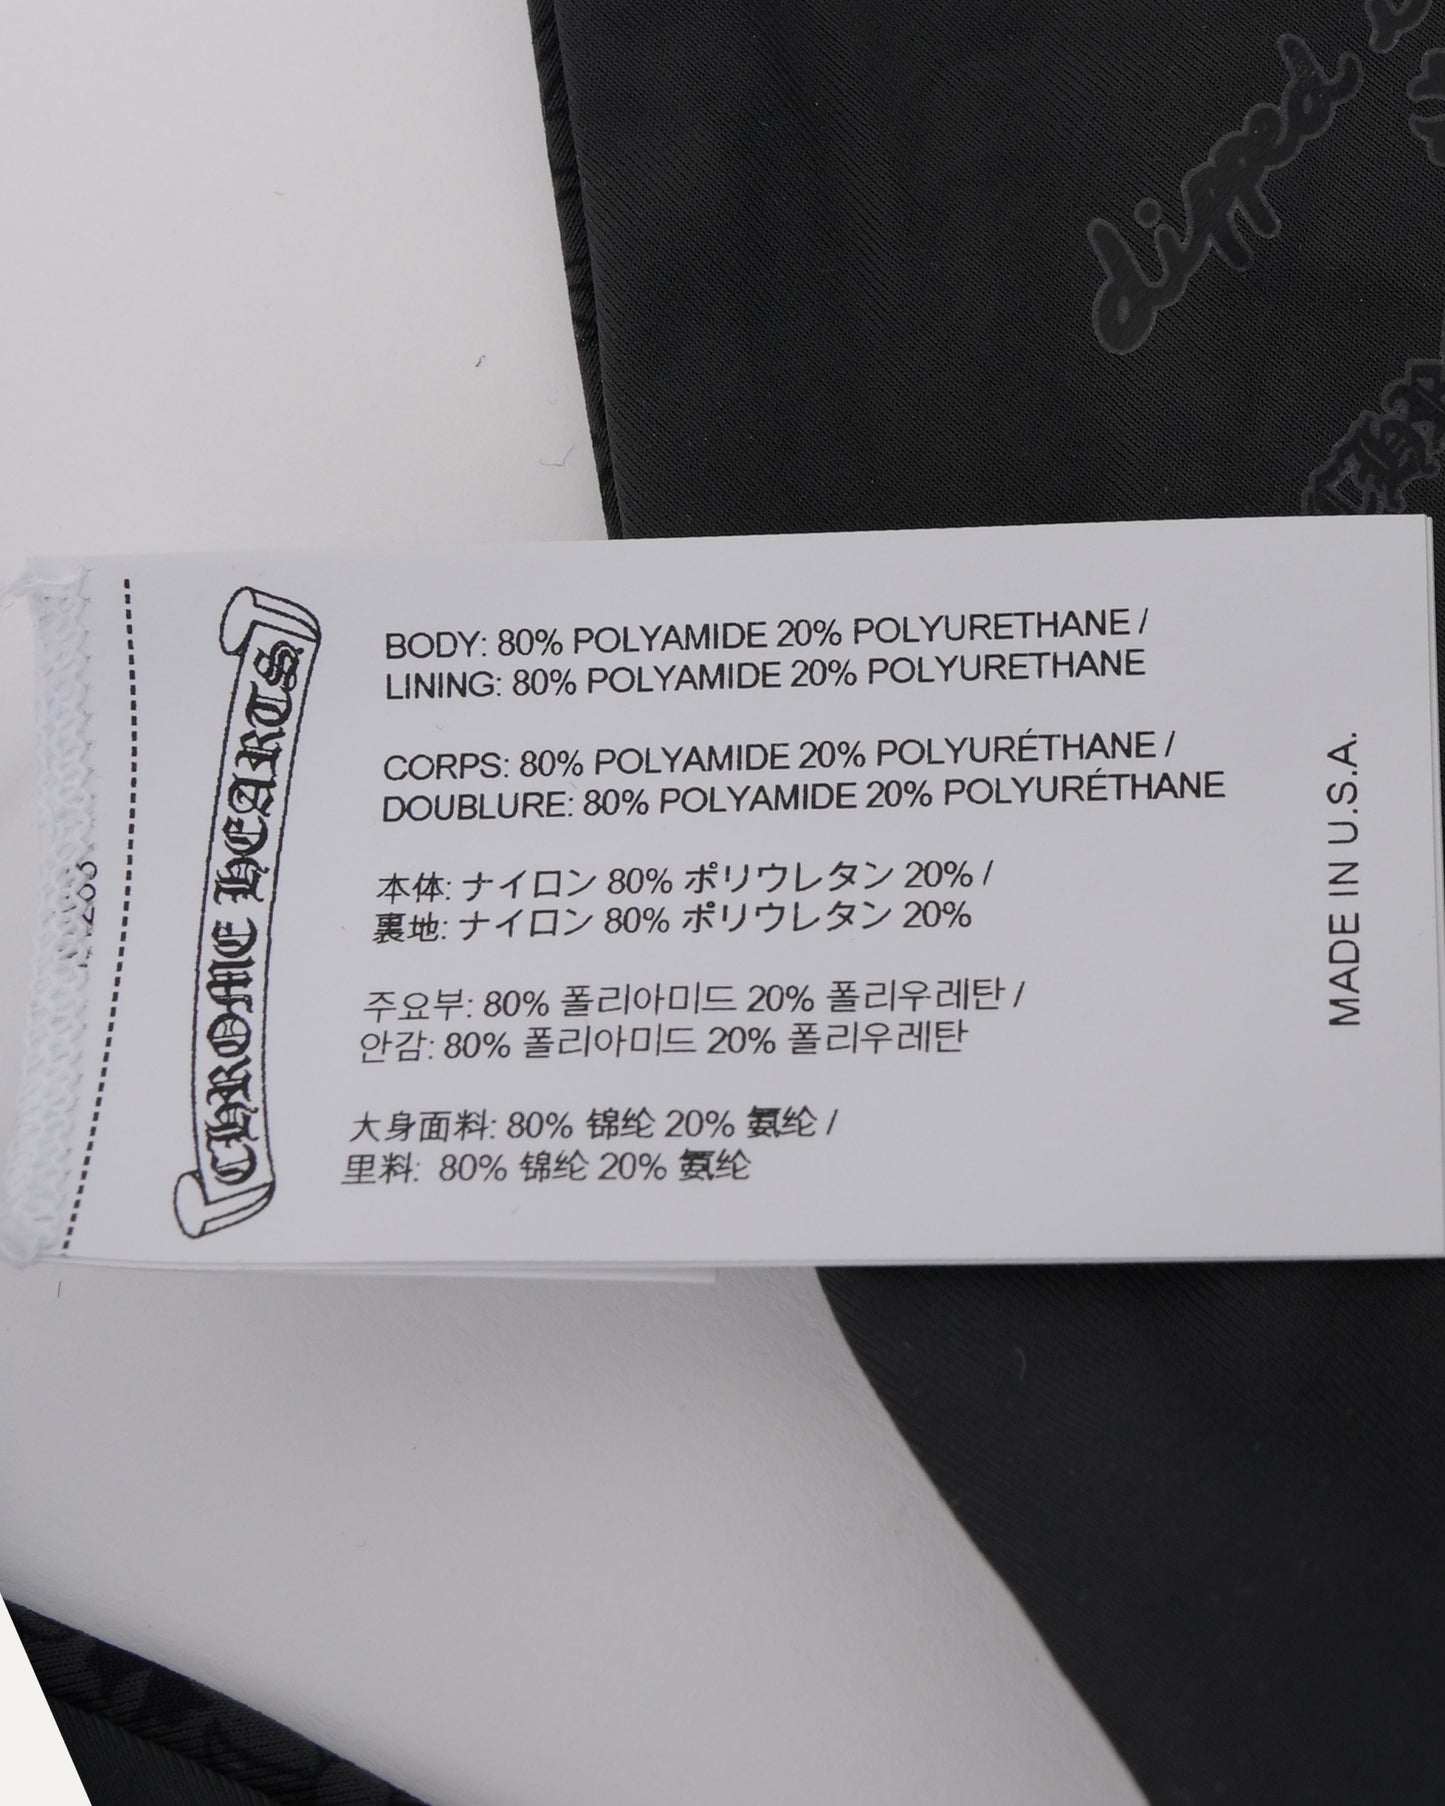 dipped
CHROME HEARTS
BODY: 80% POLYAMIDE 20% POLYURETHANE /
LINING: 80% POLYAMIDE 20% POLYURETHANE
CORPS: 80% POLYAMIDE 20% POLYURÉTHANE /
DOUBLURE: 80% POLYAMIDE 20% POLYURÉTHANE
本体: ナイロン 80% ポリウレタン 20% /
裏地: ナイロン 80% ポリウレタン 20%
주요부: 80% 폴리아미드 20% 폴리우레탄 /
안감: 80% 폴리아미드 20% 폴리우레탄
大身面料: 80% 锦纶 20% 氨纶 /
里料: 80% 锦纶 20% 氨纶
MADE IN U.S.A.